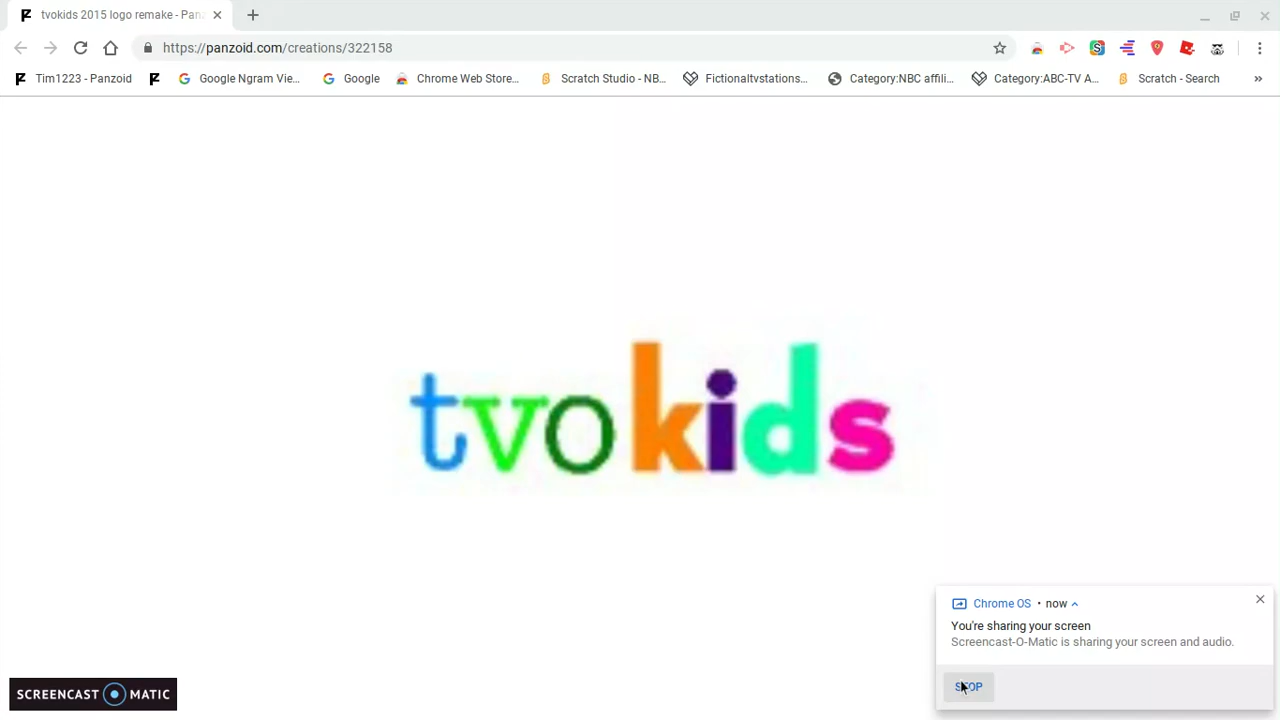 tvokids 2015 logo remake - Panz
https://panzoid.com/creations/322158
Tim1223 - Panzoid
Google Ngram Vie...
Google
Chrome Web Store...
Scratch Studio - NB...
Fictionaltvstations...
Category:NBC affili...
Category:ABC-TV A...
Scratch - Search
»
tvokids
Chrome OS • now
You're sharing your screen
Screencast-O-Matic is sharing your screen and audio.
STOP
SCREENCAST O MATIC